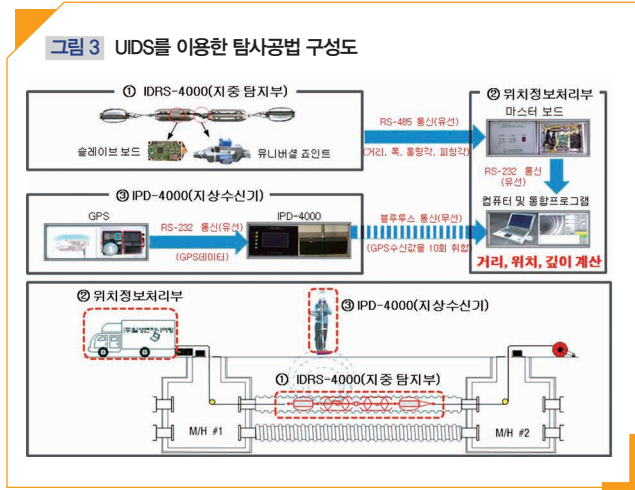 그림 3 UIDS를 이용한 탐사공법 구성도
① IDRS-4000(지중 탐지부)
슬레이브 보드
유니버셜 죠인트
RS-485 통신(유선)
(거리, 폭, 롤링각, 피칭각)
② 위치정보처리부
마스터 보드
RS-232 통신
(유선)
컴퓨터 및 통합프로그램
거리, 위치, 깊이 계산
③ IPD-4000(지상수신기)
GPS
RS-232 통신(유선)
(GPS데이터)
IPD-4000
블루투스 통신(무선)
(GPS수신값을 10회 취합)
② 위치정보처리부
③ IPD-4000(지상수신기)
① IDRS-4000(지중 탐지부)
M/H #1
M/H #2